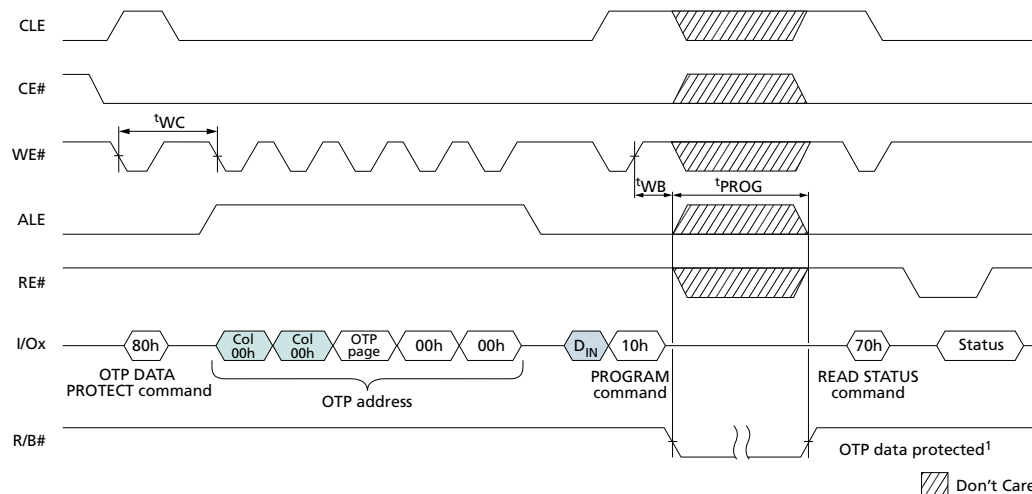 CLE
CE#
tWC
WE#
tWB
tPROG
ALE
RE#
I/Ox
80h
Col
00h
Col
00h
OTP
page
00h
00h
DIN
10h
70h
Status
OTP DATA
PROTECT command
OTP address
PROGRAM
command
READ STATUS
command
R/B#
OTP data protected1
Don't Care